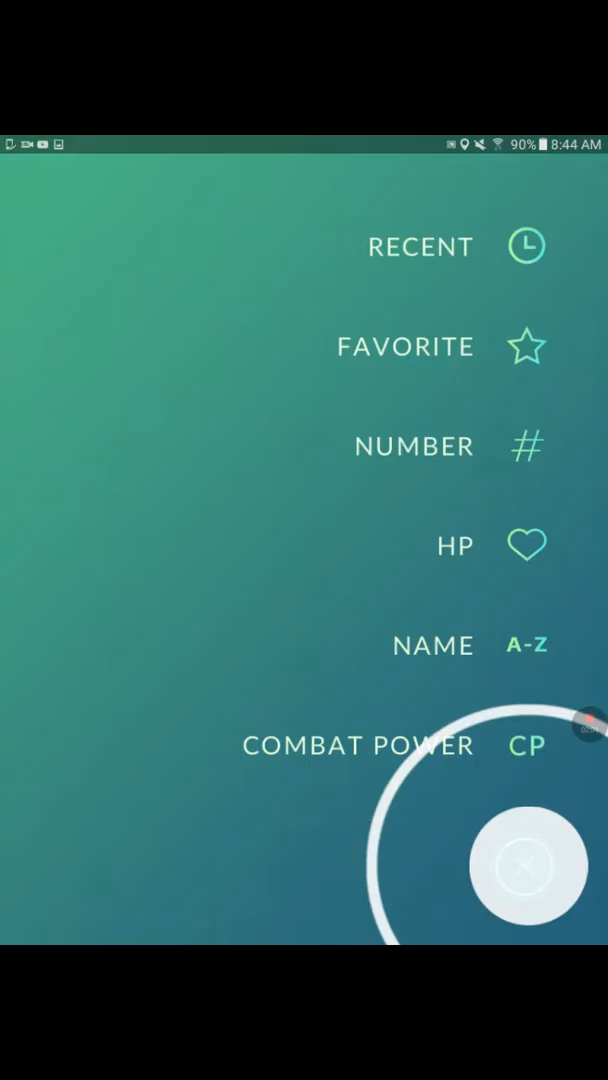 90% 8:44 AM
RECENT
FAVORITE
NUMBER #
HP
NAME A-Z
COMBAT POWER CP